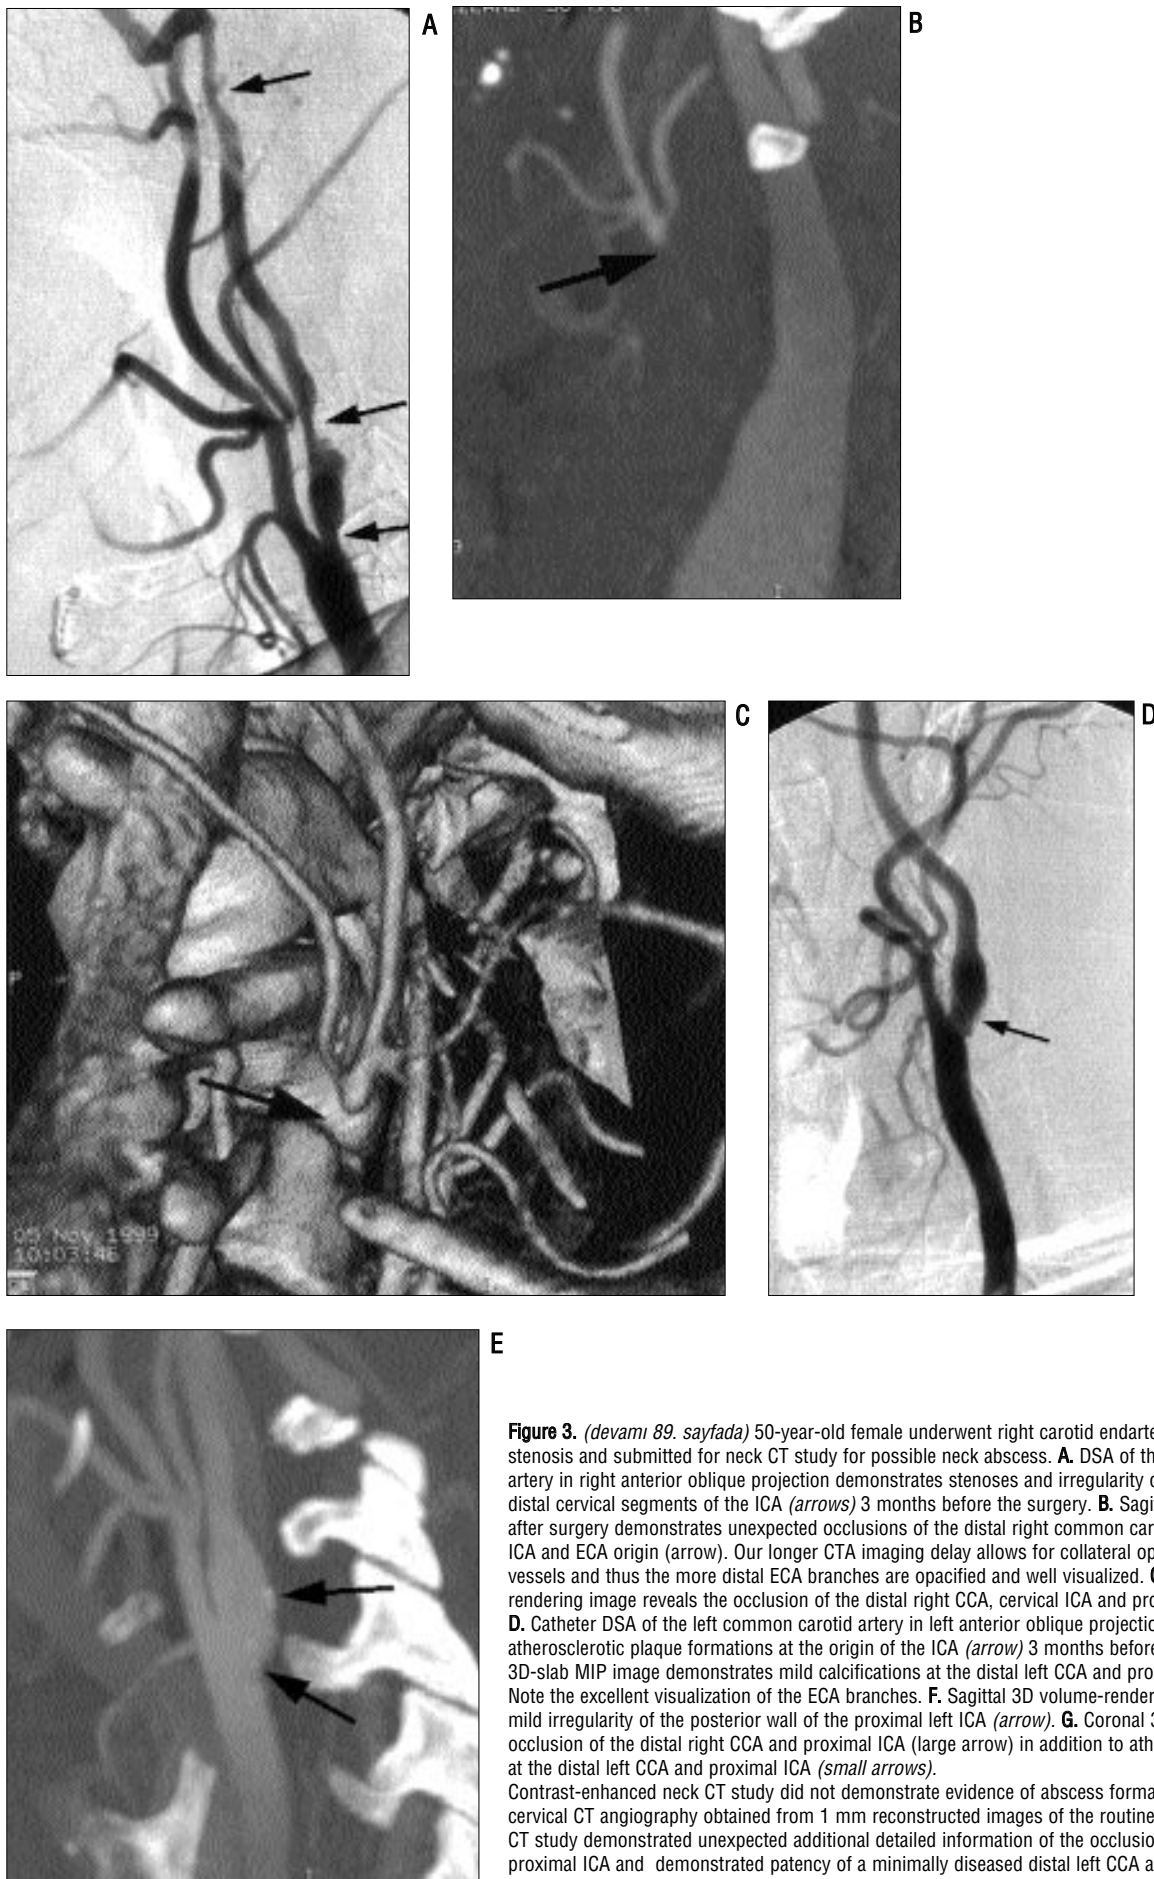 A
B
C
D
05 Nov 1999
10:03:46
E
Figure 3. (devamı 89. sayfada) 50-year-old female underwent right carotid endarte
stenosis and submitted for neck CT study for possible neck abscess. A. DSA of th
artery in right anterior oblique projection demonstrates stenoses and irregularity o
distal cervical segments of the ICA (arrows) 3 months before the surgery. B. Sagi
after surgery demonstrates unexpected occlusions of the distal right common car
ICA and ECA origin (arrow). Our longer CTA imaging delay allows for collateral op
vessels and thus the more distal ECA branches are opacified and well visualized.
rendering image reveals the occlusion of the distal right CCA, cervical ICA and pro
D. Catheter DSA of the left common carotid artery in left anterior oblique projectio
atherosclerotic plaque formations at the origin of the ICA (arrow) 3 months before
3D-slab MIP image demonstrates mild calcifications at the distal left CCA and pro
Note the excellent visualization of the ECA branches. F. Sagittal 3D volume-render
mild irregularity of the posterior wall of the proximal left ICA (arrow). G. Coronal 3
occlusion of the distal right CCA and proximal ICA (large arrow) in addition to ath
at the distal left CCA and proximal ICA (small arrows).
Contrast-enhanced neck CT study did not demonstrate evidence of abscess forma
cervical CT angiography obtained from 1 mm reconstructed images of the routine
CT study demonstrated unexpected additional detailed information of the occlusio
proximal ICA and demonstrated patency of a minimally diseased distal left CCA a